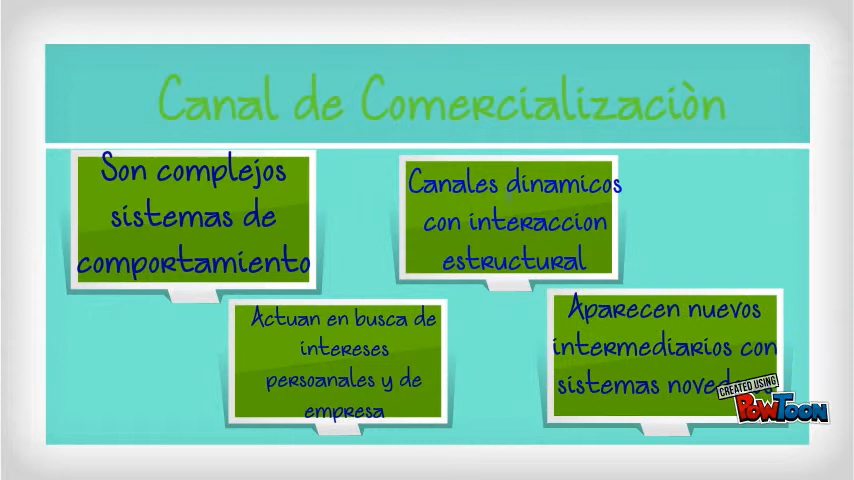 Canal de Comercializaciòn
Son complejos
sistemas de
comportamiento
Canales dinamicos
con interaccion
estructural
Actuan en busca de
intereses
persoanales y de
empresa
Aparecen nuevos
intermediarios con
sistemas
CREATED USING
POWTOON